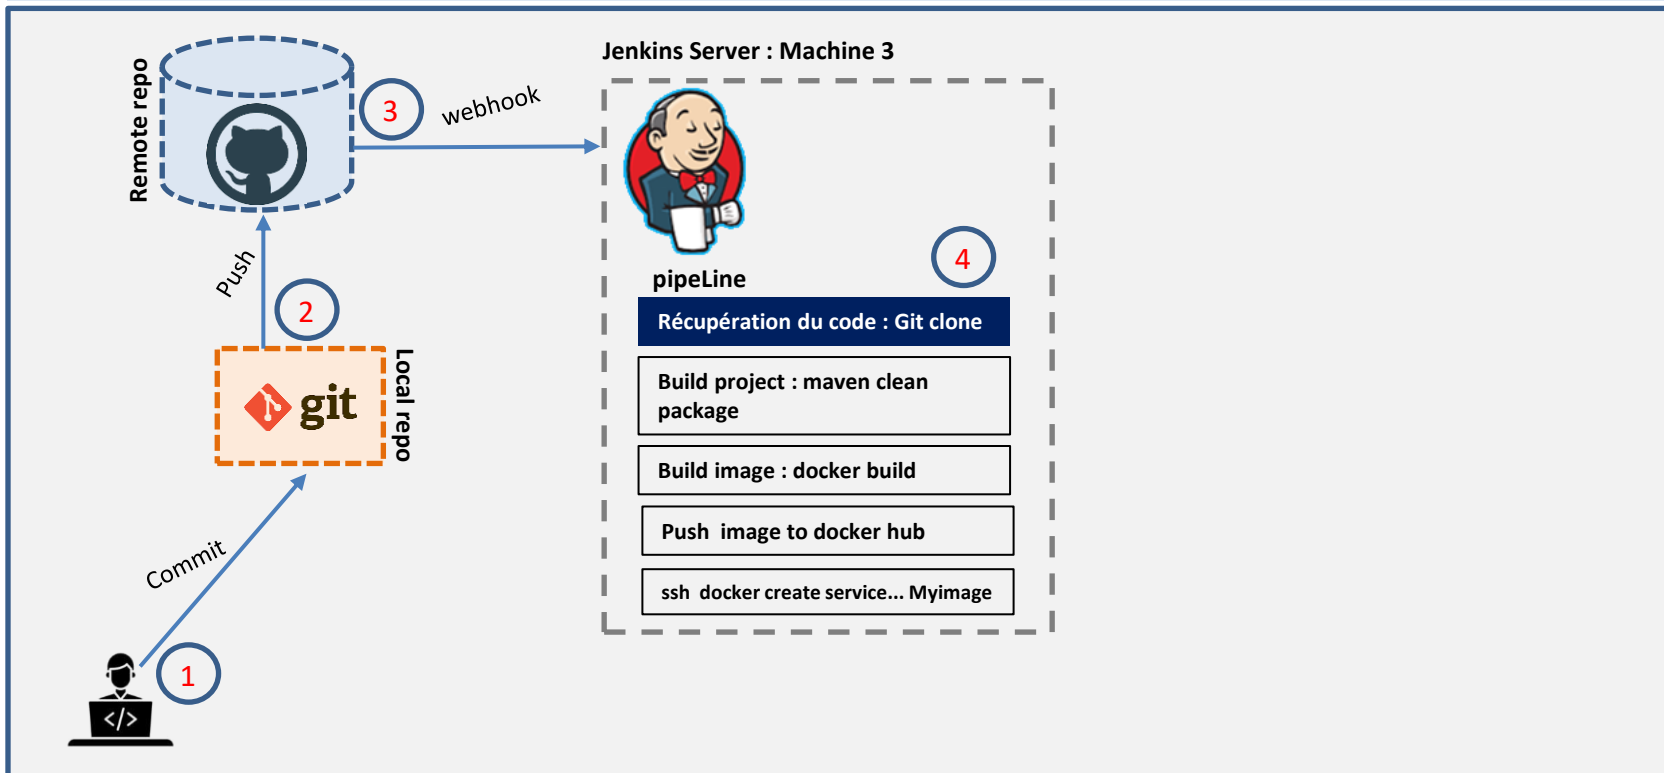 Jenkins Server : Machine 3
Remote repo
3
webhook
4
Push
pipeLine
2
Récupération du code : Git clone
Local repo
git
Build project : maven clean
package
Build image : docker build
Push image to docker hub
Commit
ssh docker create service... Myimage
1
</>